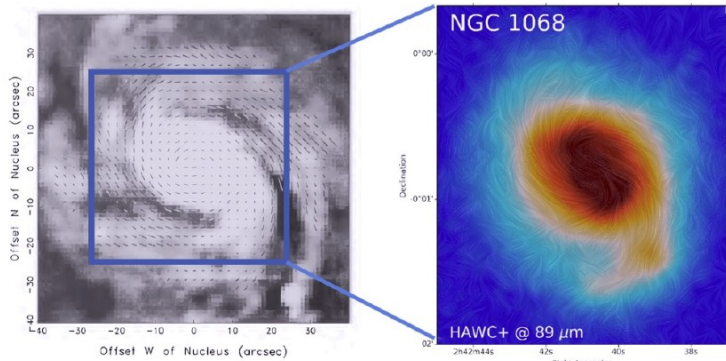 Offset N of Nucleus (arcsec)
40
30
20
10
0
-10
-20
-30
-40
-40 -30 -20 -10 0 10 20 30
Offset W of Nucleus (arcsec)
NGC 1068
Declination
0°00'
-0°01'
02'
HAWC+ @ 89 μm
2h42m44s 42s 40s 38s